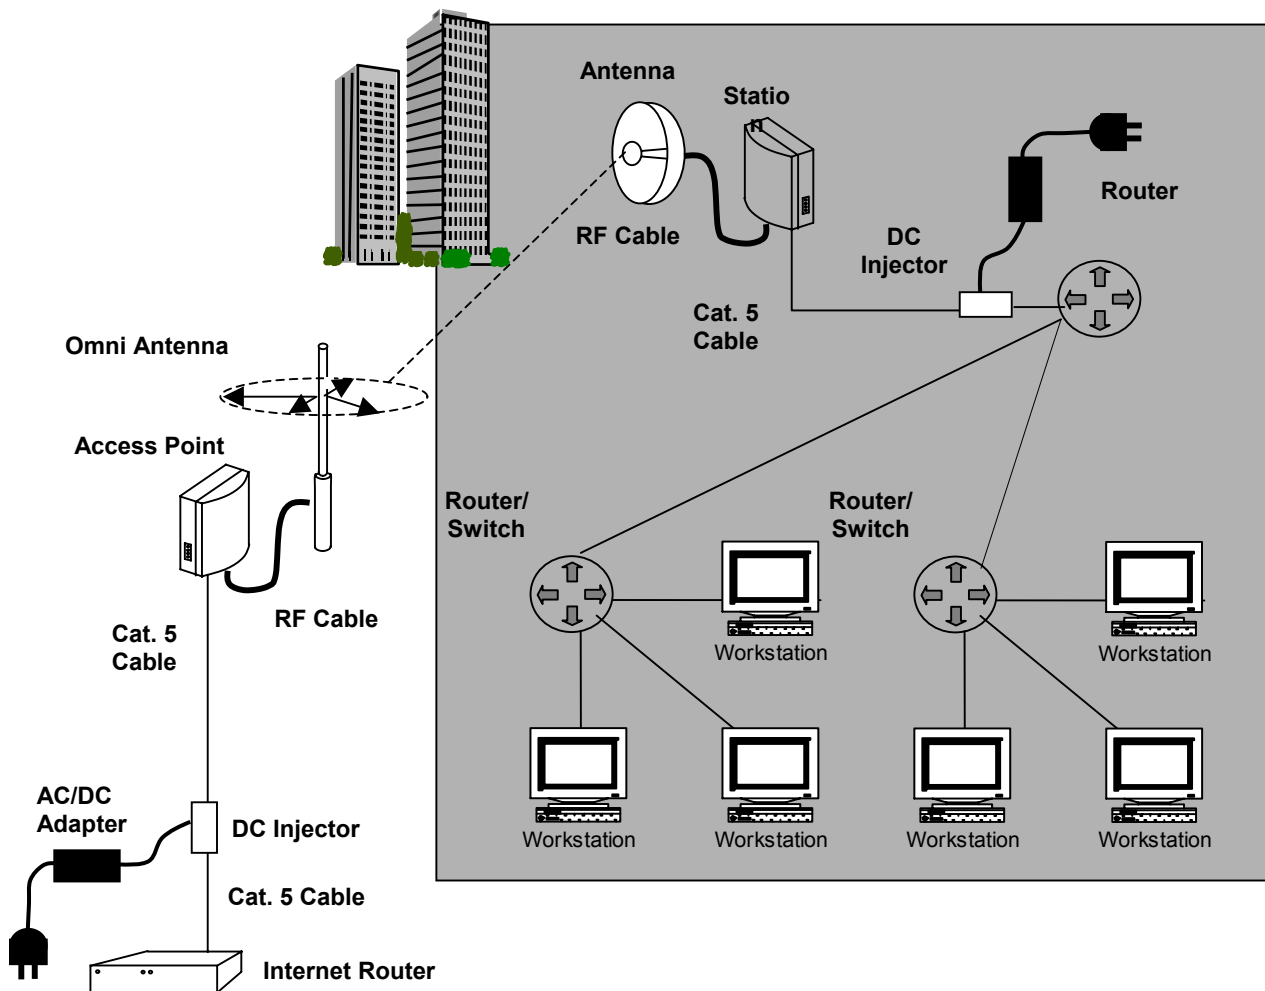 Antenna
Statio
n
Router
RF Cable
DC
Injector
Cat. 5
Cable
Omni Antenna
Access Point
Router/
Switch
Router/
Switch
RF Cable
Cat. 5
Cable
Workstation
Workstation
AC/DC
Adapter
DC Injector
Workstation
Workstation
Workstation
Workstation
Cat. 5 Cable
Internet Router